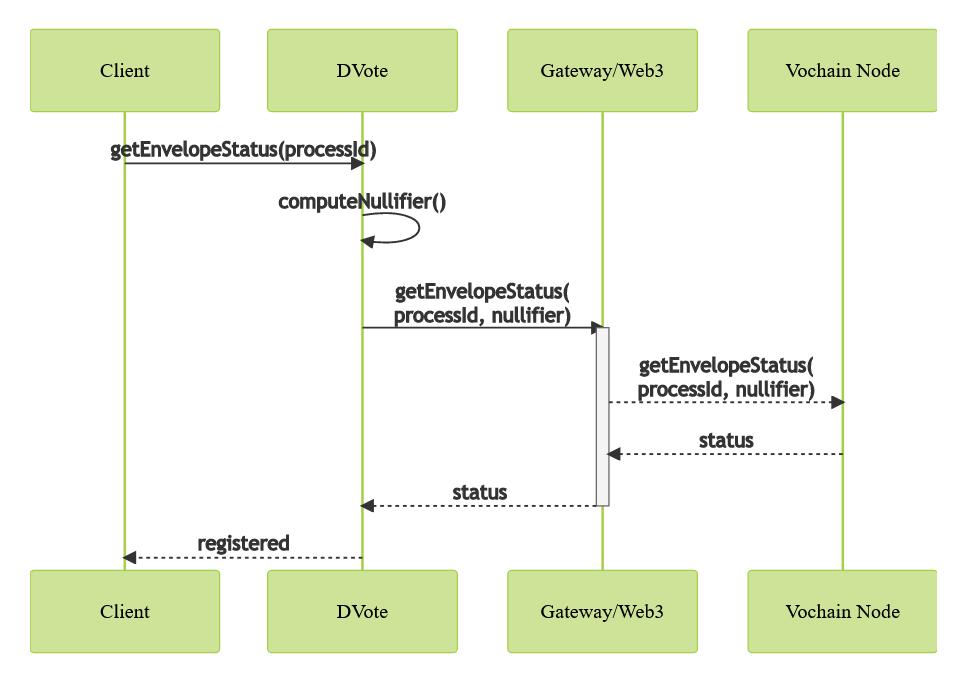 Client
DVote
Gateway/Web3
Vochain Node
getEnvelopeStatus(processId)
computeNullifier()
getEnvelopeStatus(
processId, nullifier)
getEnvelopeStatus(
processId, nullifier)
status
status
registered
Client
DVote
Gateway/Web3
Vochain Node